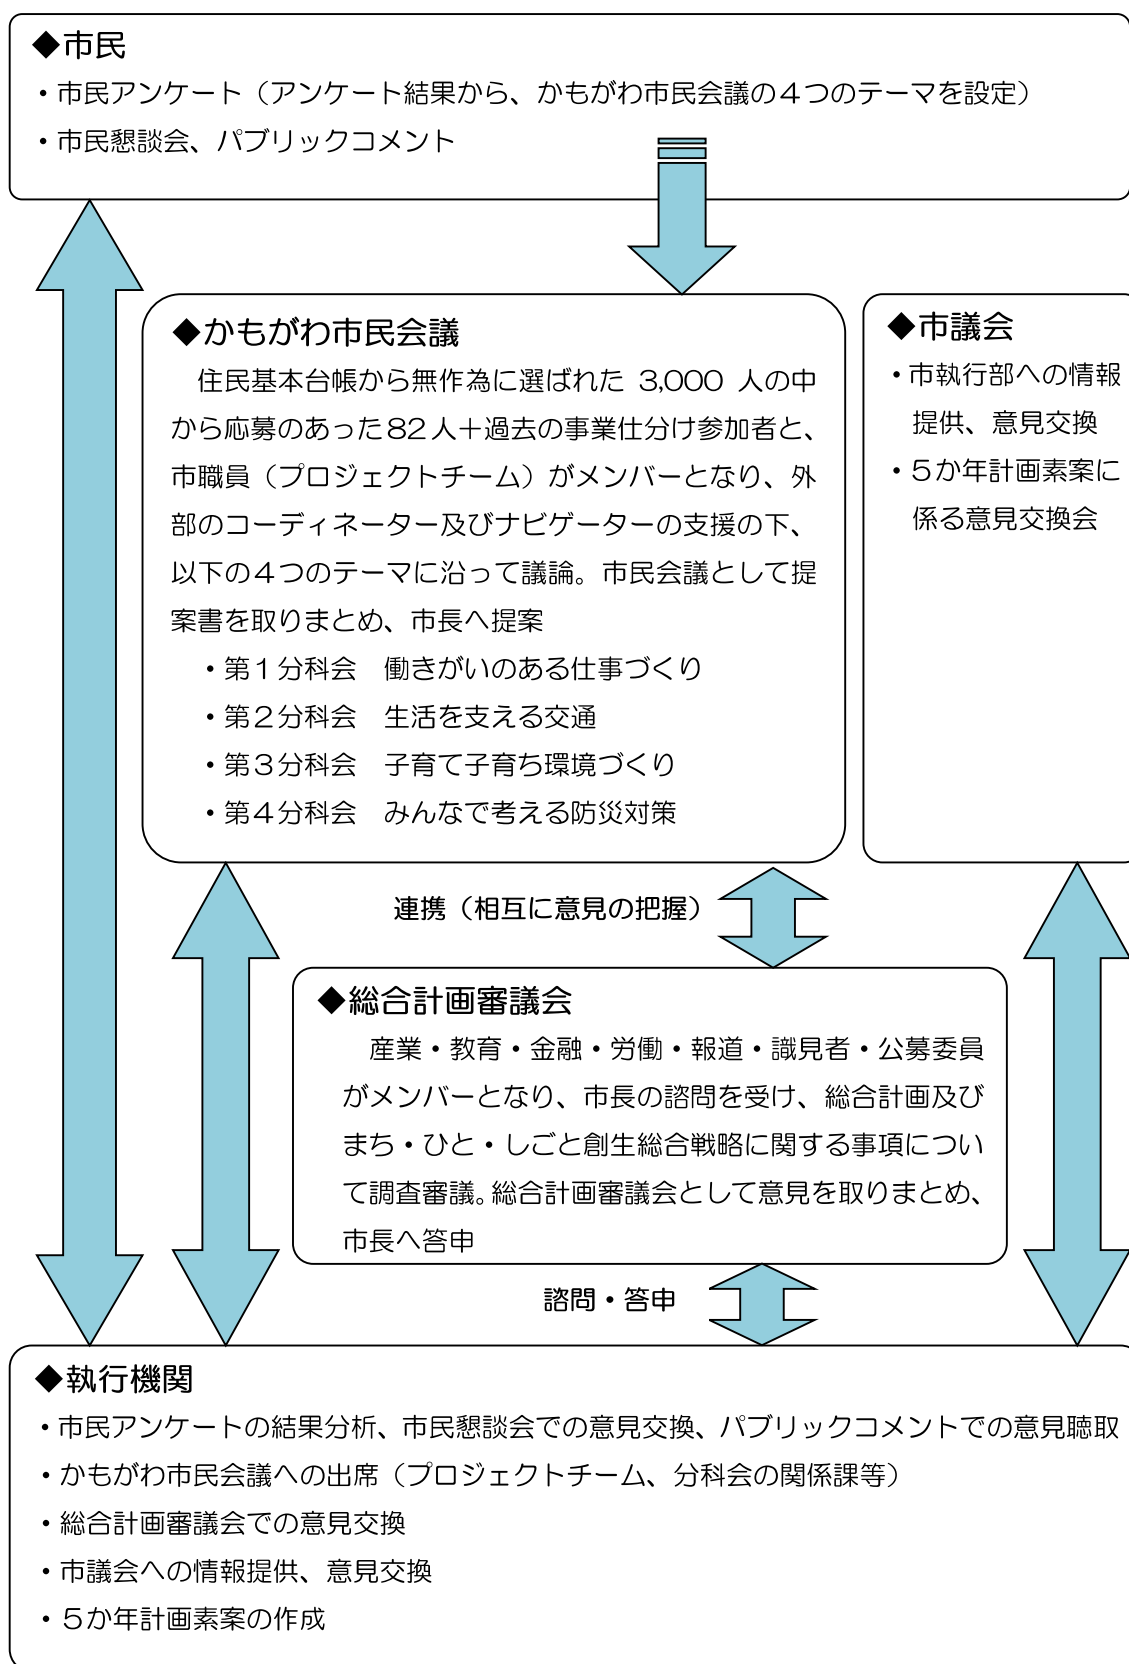 ◆市民
・市民アンケート（アンケート結果から、かもがわ市民会議の４つのテーマを設定）
・市民懇談会、パブリックコメント
◆かもがわ市民会議
住民基本台帳から無作為に選ばれた 3,000 人の中
から応募のあった８２人＋過去の事業仕分け参加者と、
市職員（プロジェクトチーム）がメンバーとなり、外
部のコーディネーター及びナビゲーターの支援の下、
以下の４つのテーマに沿って議論。市民会議として提
案書を取りまとめ、市長へ提案
・第１分科会　働きがいのある仕事づくり
・第２分科会　生活を支える交通
・第３分科会　子育て子育ち環境づくり
・第４分科会　みんなで考える防災対策
◆市議会
・市執行部への情報
提供、意見交換
・５か年計画素案に
係る意見交換会
連携（相互に意見の把握）
◆総合計画審議会
産業・教育・金融・労働・報道・識見者・公募委員
がメンバーとなり、市長の諮問を受け、総合計画及び
まち・ひと・しごと創生総合戦略に関する事項につい
て調査審議。総合計画審議会として意見を取りまとめ、
市長へ答申
諮問・答申
◆執行機関
・市民アンケートの結果分析、市民懇談会での意見交換、パブリックコメントでの意見聴取
・かもがわ市民会議への出席（プロジェクトチーム、分科会の関係課等）
・総合計画審議会での意見交換
・市議会への情報提供、意見交換
・５か年計画素案の作成